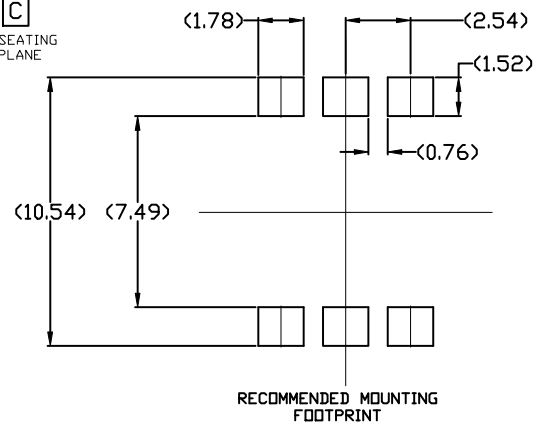 C
SEATING
PLANE
(1.78)
(2.54)
(1.52)
(0.76)
(10.54)
(7.49)
RECOMMENDED MOUNTING
FOOTPRINT